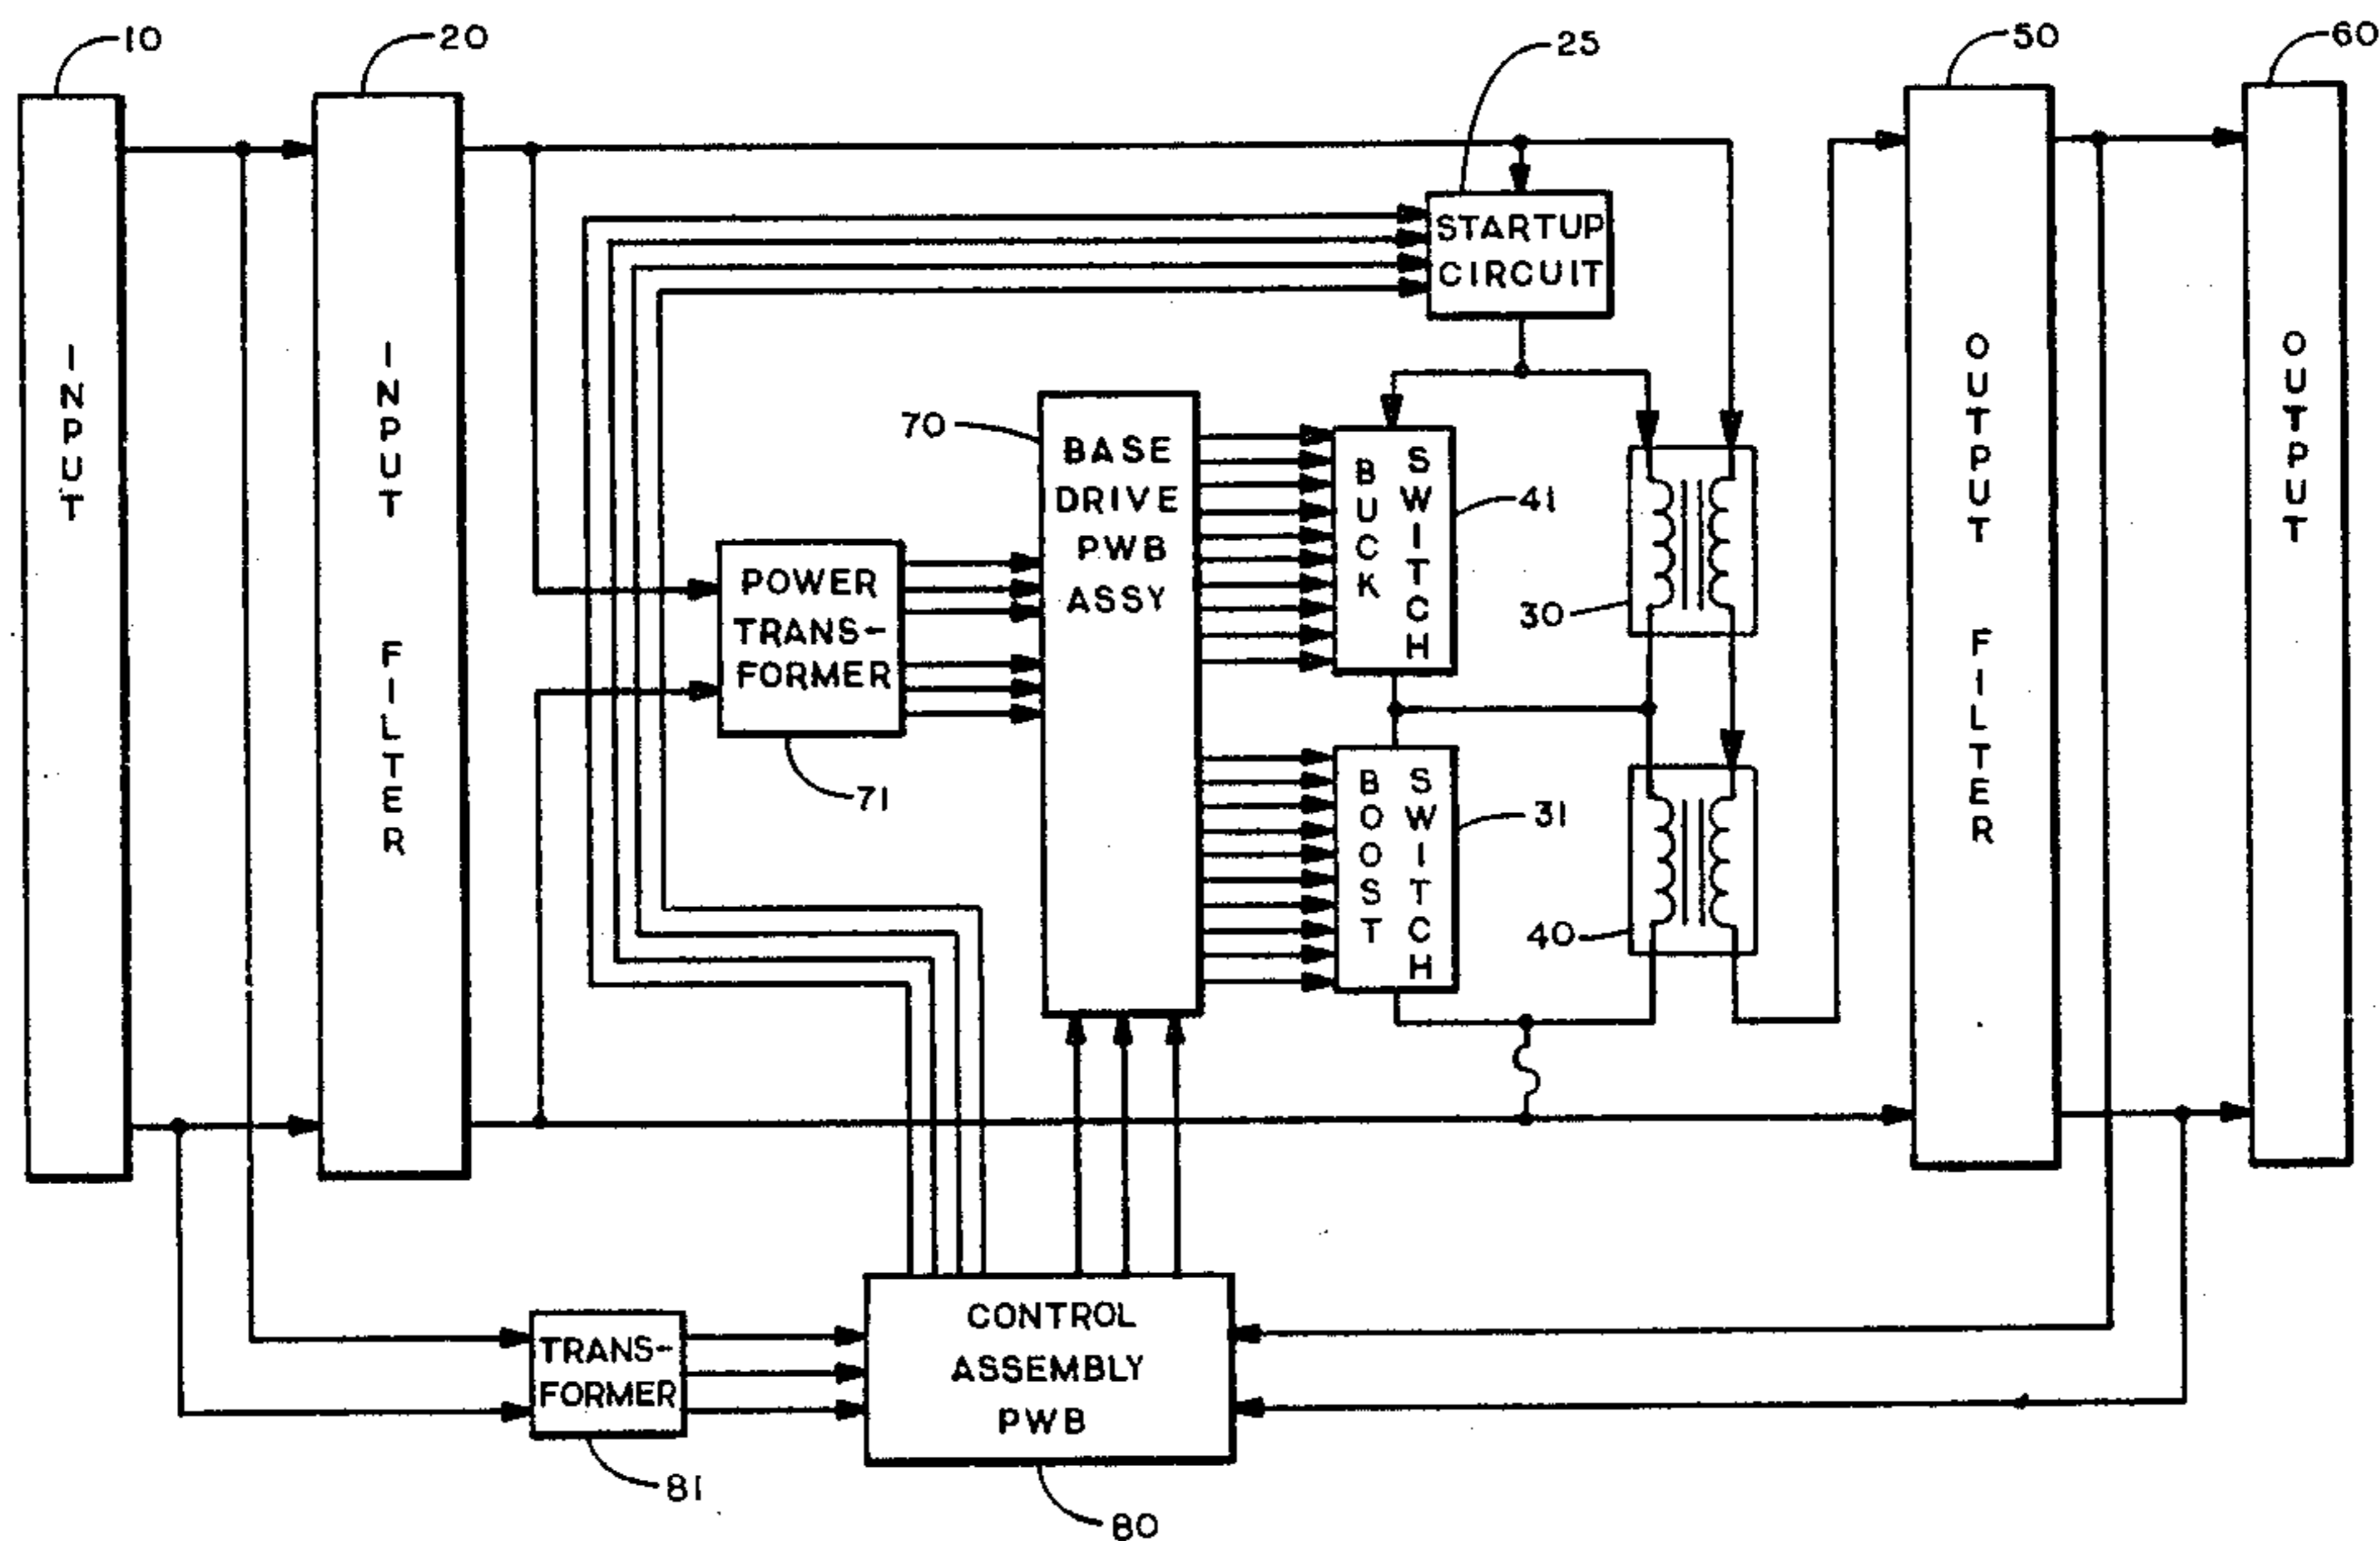 10
20
25
50
60
INPUT
INPUT FILTER
STARTUP
CIRCUIT
OUTPUT FILTER
OUTPUT
70
BASE
DRIVE
PWB
ASSY
BUCK SWITCH
41
30
POWER
TRANS-
FORMER
71
BOOST SWITCH
31
40
TRANS-
FORMER
81
CONTROL
ASSEMBLY
PWB
80